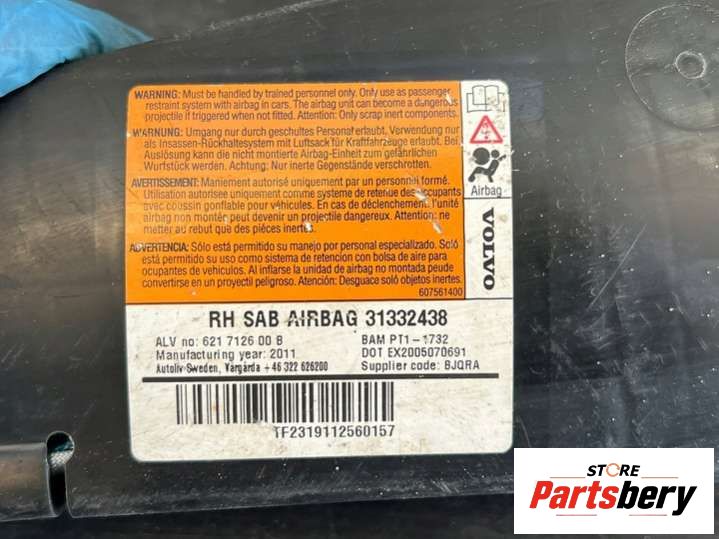 WARNING: Must be handled by trained personnel only. Only use as passenger
restraint system with airbag in cars. The airbag unit can become a dangerous
projectile if triggered when not fitted. Attention: Only scrap inert components.
WARNUNG: Umgang nur durch geschultes Personal erlaubt. Verwendung nur
als Insassen-Rückhaltesystem mit Luftsack für Kraftfahrzeuge erlaubt. Bei
Auslösung kann die nicht montierte Airbag-Einheit zum gefährlichen
Wurfstück werden. Achtung: Nur inerte Gegenstände verschrotten.
AVERTISSEMENT: Maniement autorisé uniquement par un personnel formé.
Utilisation autorisée uniquement comme systeme de retenue des occupants
avec coussin gonflable pour véhicules. En cas de déclenchement, l'unité
airbag non montée peut devenir un projectile dangereux. Attention: ne
mettre au rebut que des pièces inertes.
ADVERTENCIA: Sólo está permitido su manejo por personal especializado. Soló
está permitido su uso como sistema de retención con bolsa de aire para
ocupantes de vehículos. Al inflarse la unidad de airbag no montada peude
convertirse en un proyectil peligroso. Atención: Desguace soló objetos inertes.
607561400
Airbag
VOLVO
RH SAB AIRBAG 31332438
ALV no: 621 7126 00 B
Manufacturing year: 2011
Autoliv Sweden, Vårgårda +46 322 626200
BAM PT1-1732
DOT EX2005070691
Supplier code: BJQRA
TF2319112560157
STORE
Partsbery